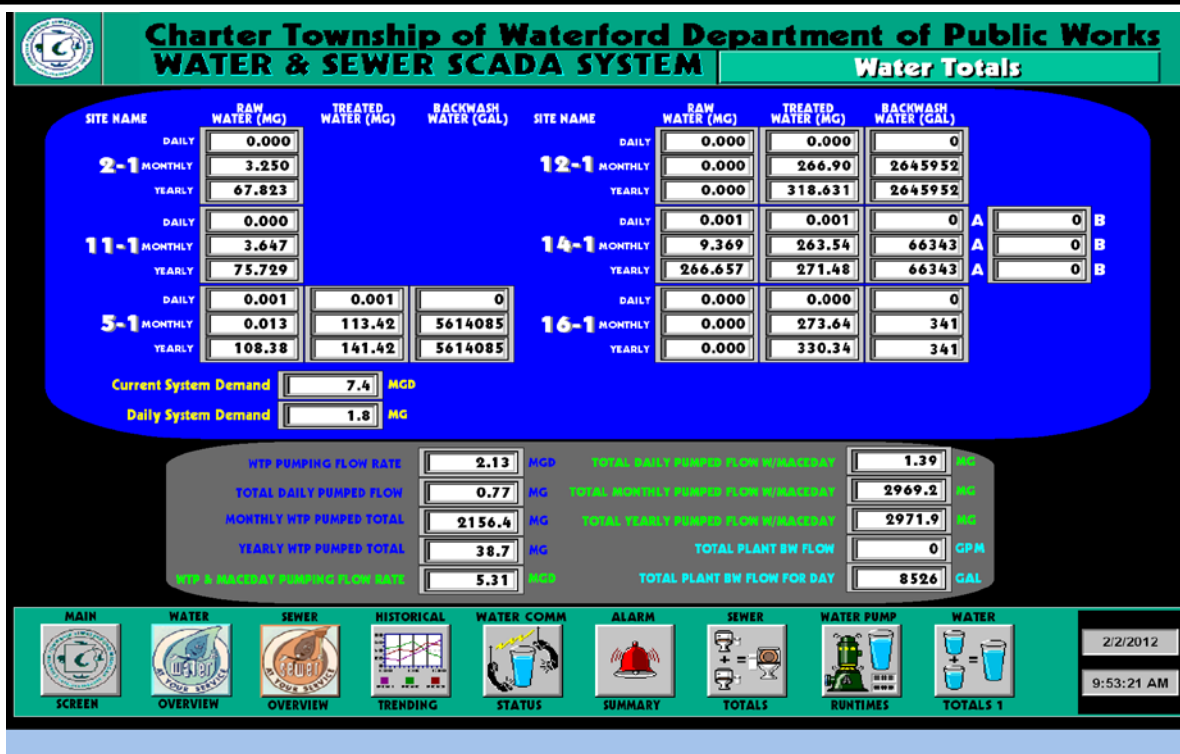 Charter Township of Waterford Department of Public Works
WATER & SEWER SCADA SYSTEM
Water Totals
SITE NAME RAW WATER (MG) TREATED WATER (MG) BACKWASH WATER (GAL)
2-1
DAILY 0.000
MONTHLY 3.250
YEARLY 67.823
11-1
DAILY 0.000
MONTHLY 3.647
YEARLY 75.729
5-1
DAILY 0.001 0.001 0
MONTHLY 0.013 113.42 5614085
YEARLY 108.38 141.42 5614085
SITE NAME RAW WATER (MG) TREATED WATER (MG) BACKWASH WATER (GAL)
12-1
DAILY 0.000 0.000 0
MONTHLY 0.000 266.90 2645952
YEARLY 0.000 318.631 2645952
14-1
DAILY 0.001 0.001 0 A 0 B
MONTHLY 9.369 263.54 66343 A 0 B
YEARLY 266.657 271.48 66343 A 0 B
16-1
DAILY 0.000 0.000 0
MONTHLY 0.000 273.64 341
YEARLY 0.000 330.34 341
Current System Demand 7.4 MGD
Daily System Demand 1.8 MG
WTP PUMPING FLOW RATE 2.13 MGD
TOTAL DAILY PUMPED FLOW 0.77 MG
MONTHLY WTP PUMPED TOTAL 2156.4 MG
YEARLY WTP PUMPED TOTAL 38.7 MG
WTP & MACEDAY PUMPING FLOW RATE 5.31 MGD
TOTAL DAILY PUMPED FLOW W/MACEDAY 1.39 MG
TOTAL MONTHLY PUMPED FLOW W/MACEDAY 2969.2 MG
TOTAL YEARLY PUMPED FLOW W/MACEDAY 2971.9 MG
TOTAL PLANT BW FLOW 0 GPM
TOTAL PLANT BW FLOW FOR DAY 8526 GAL
MAIN SCREEN
WATER OVERVIEW
water
AT YOUR SERVICE
SEWER OVERVIEW
sewer
AT YOUR SERVICE
HISTORICAL TRENDING
WATER COMM STATUS
ALARM SUMMARY
SEWER TOTALS
WATER PUMP RUNTIMES
WATER TOTALS 1
2/2/2012
9:53:21 AM